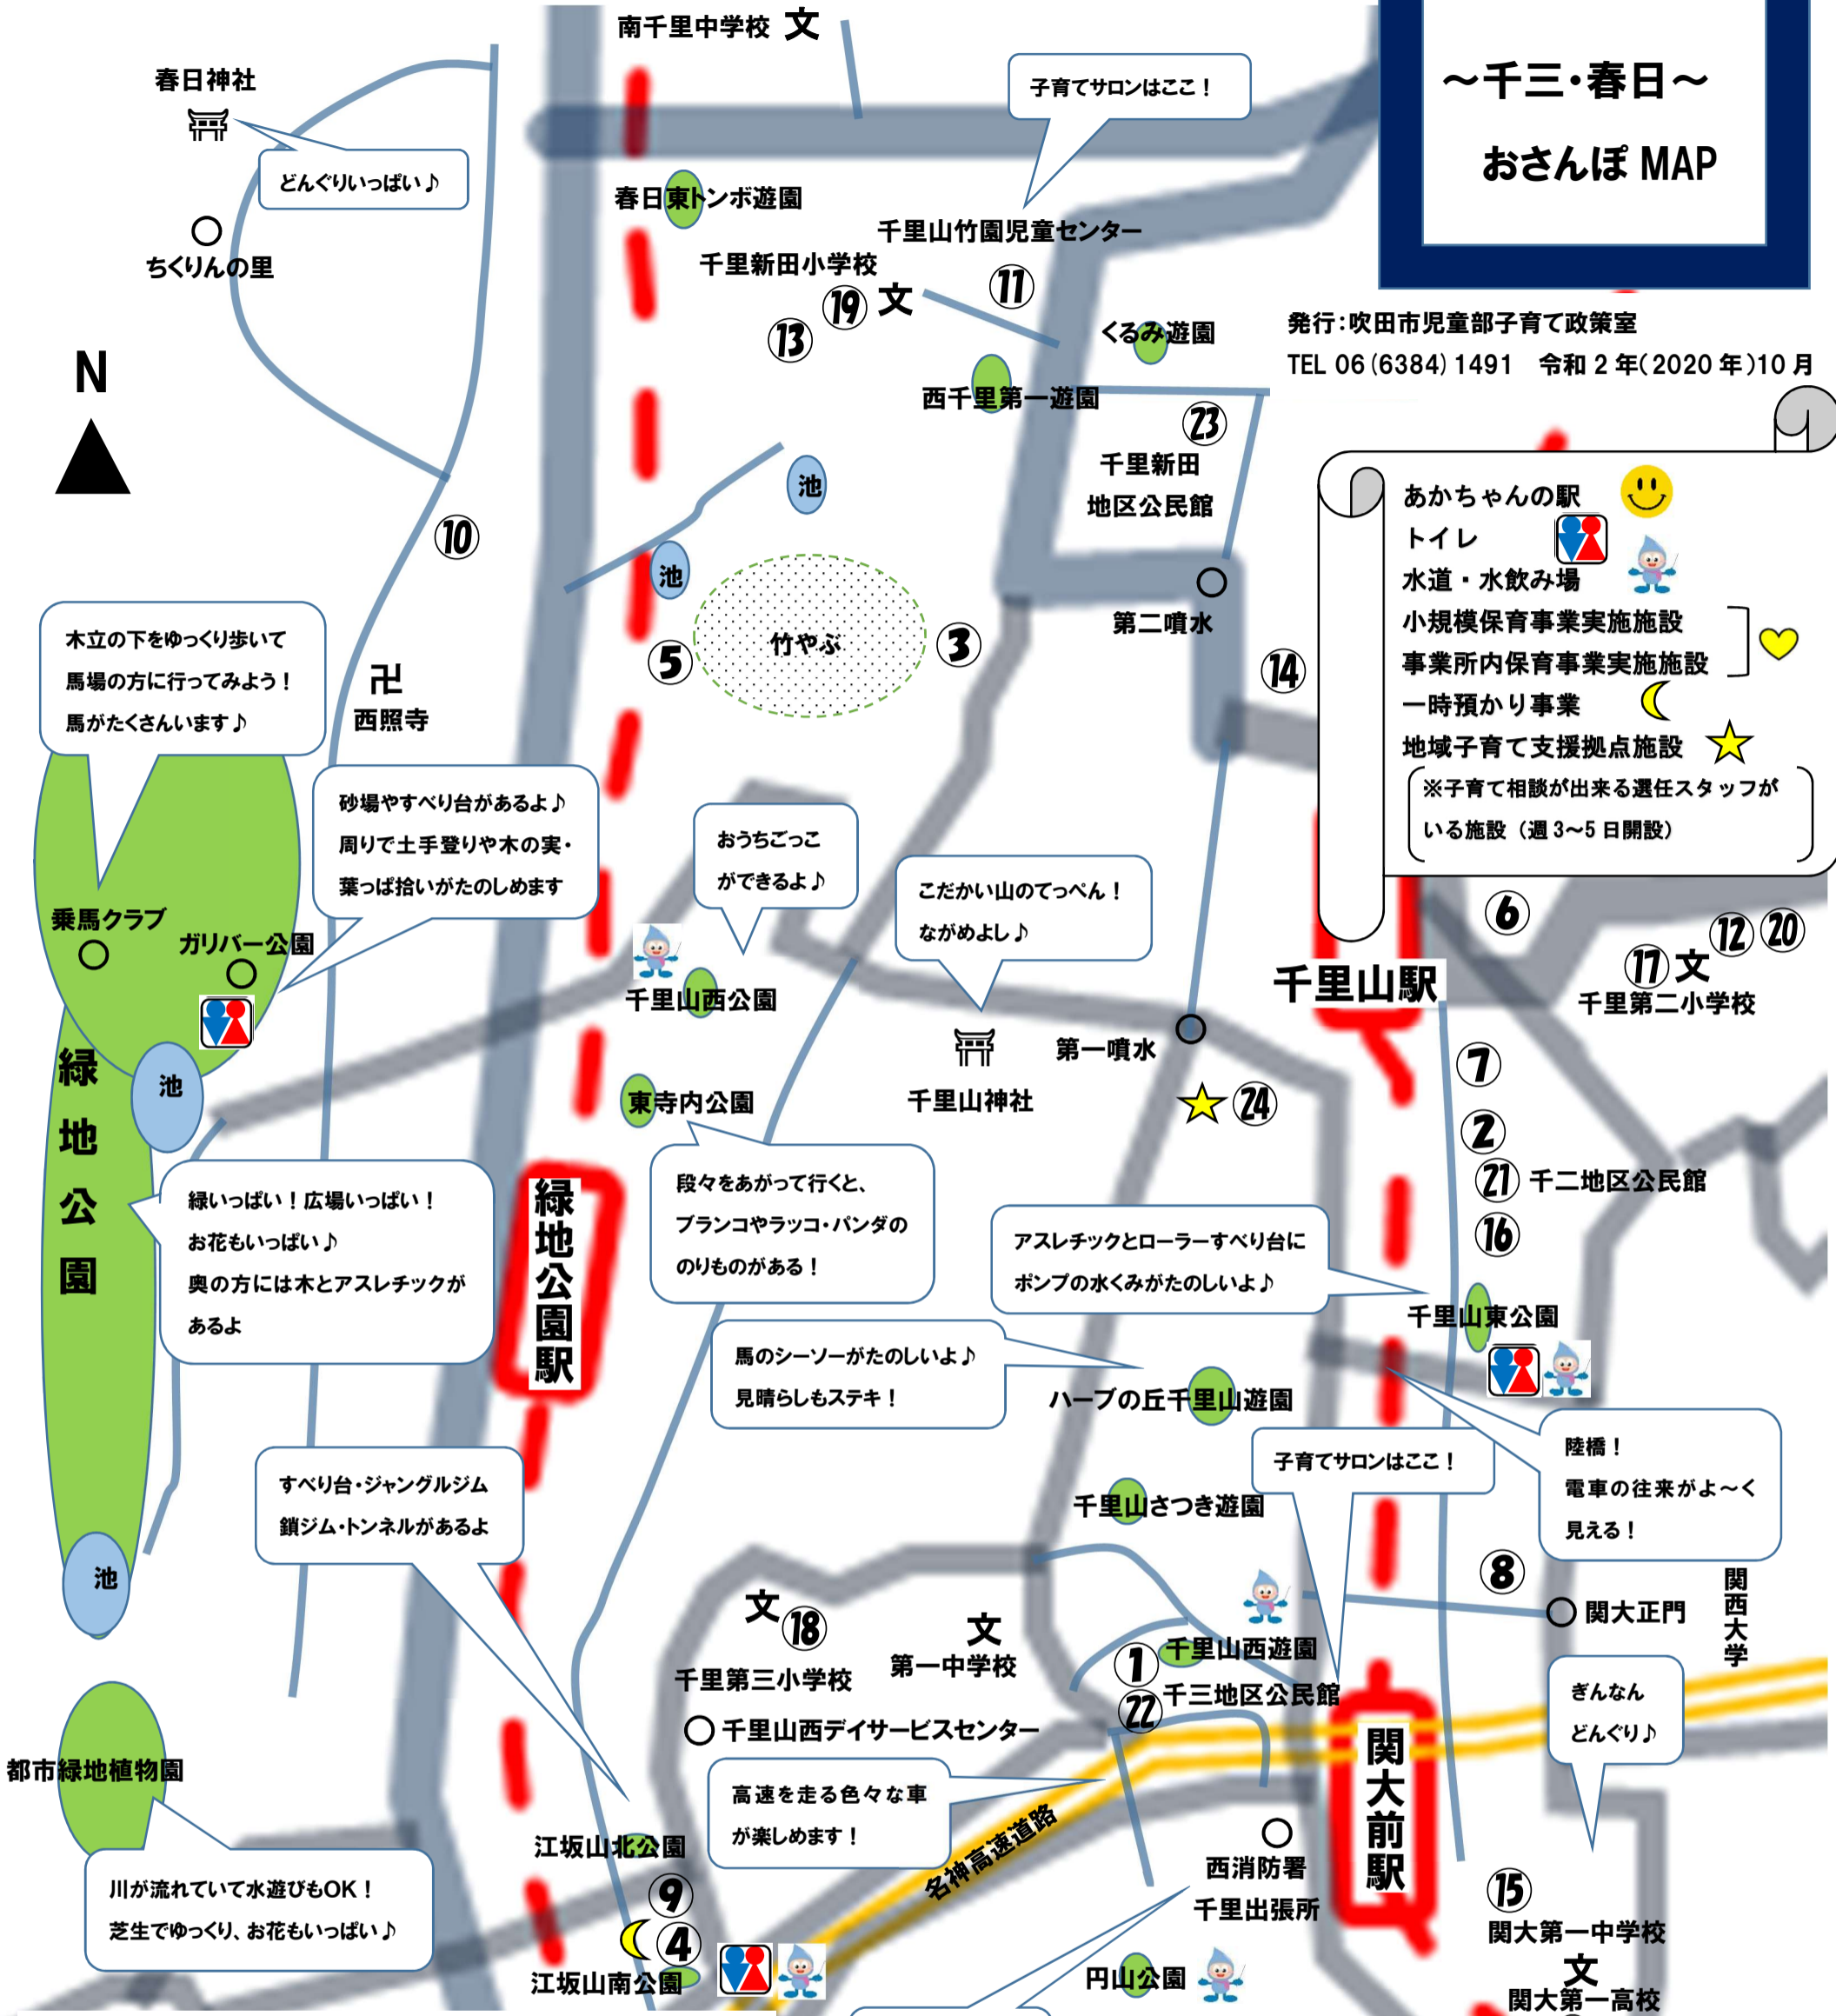 ～千三・春日～
おさんぽ MAP
発行：吹田市児童部子育て政策室
TEL 06(6384)1491　令和2年(2020年)10月
あかちゃんの駅
トイレ
水道・水飲み場
小規模保育事業実施施設
事業所内保育事業実施施設
一時預かり事業
地域子育て支援拠点施設
※子育て相談が出来る選任スタッフが
いる施設（週3～5日開設）
南千里中学校 文
春日神社
どんぐりいっぱい♪
ちくりんの里
N
子育てサロンはここ！
春日東トンボ遊園
千里山竹園児童センター
⑪
千里新田小学校
⑲ 文
⑬
くるみ遊園
西千里第一遊園
㉓
千里新田
地区公民館
池
⑩
池
竹やぶ
⑤
③
第二噴水
⑭
木立の下をゆっくり歩いて
馬場の方に行ってみよう！
馬がたくさんいます♪
卍
西照寺
砂場やすべり台があるよ♪
周りで土手登りや木の実・
葉っぱ拾いがたのしめます
おうちごっこ
ができるよ♪
こだかい山のてっぺん！
ながめよし♪
乗馬クラブ
ガリバー公園
千里山西公園
千里山駅
⑥
⑫ ⑳
⑰ 文
千里第二小学校
第一噴水
千里山神社
㉔
⑦
②
㉑ 千二地区公民館
⑯
緑地公園
池
東寺内公園
緑いっぱい！広場いっぱい！
お花もいっぱい♪
奥の方には木とアスレチックが
あるよ
緑地公園駅
段々をあがって行くと、
ブランコやラッコ・パンダの
のりものがある！
アスレチックとローラーすべり台に
ポンプの水くみがたのしいよ♪
千里山東公園
馬のシーソーがたのしいよ♪
見晴らしもステキ！
ハーブの丘千里山遊園
子育てサロンはここ！
陸橋！
電車の往来がよ～く
見える！
すべり台・ジャングルジム
鎖ジム・トンネルがあるよ
千里山さつき遊園
池
⑧
関大正門
関西大学
文 ⑱
千里第三小学校
文
第一中学校
① 千里山西遊園
㉒ 千三地区公民館
千里山西デイサービスセンター
ぎんなん
どんぐり♪
都市緑地植物園
高速を走る色々な車
が楽しめます！
名神高速道路
関大前駅
江坂山北公園
川が流れていて水遊びもOK！
芝生でゆっくり、お花もいっぱい♪
⑨
④
江坂山南公園
西消防署
千里出張所
円山公園
⑮
関大第一中学校
文
関大第一高校